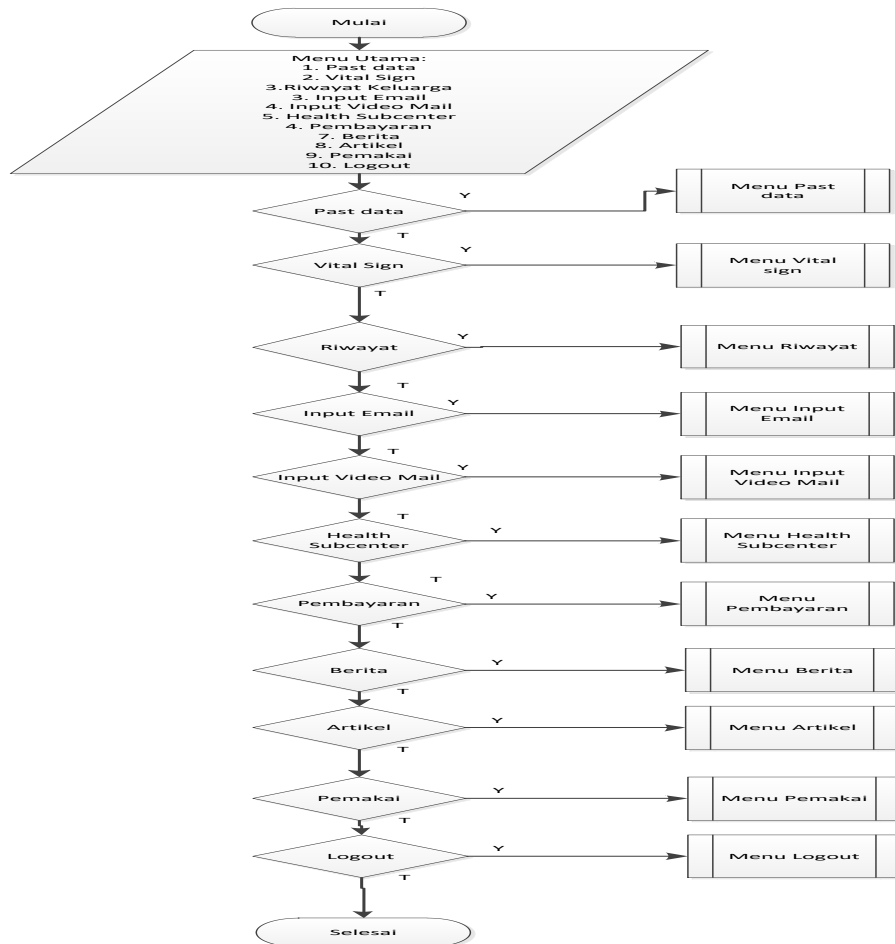 Mulai
Menu Utama:
1. Past data
2. Vital Sign
3.Riwayat Keluarga
3. Input Email
4. Input Video Mail
5. Health Subcenter
4. Pembayaran
7. Berita
8. Artikel
9. Pemakai
10. Logout
Past data
Y
Menu Past
data
T
Vital Sign
Y
Menu Vital
sign
T
Riwayat
Y
Menu Riwayat
T
Input Email
Y
Menu Input
Email
T
Input Video Mail
Y
Menu Input
Video Mail
T
Health
Subcenter
Y
Menu Health
Subcenter
T
Pembayaran
Y
Menu
Pembayaran
T
Berita
Y
Menu Berita
T
Artikel
Y
Menu Artikel
T
Pemakai
Y
Menu Pemakai
T
Logout
Y
Menu Logout
T
Selesai